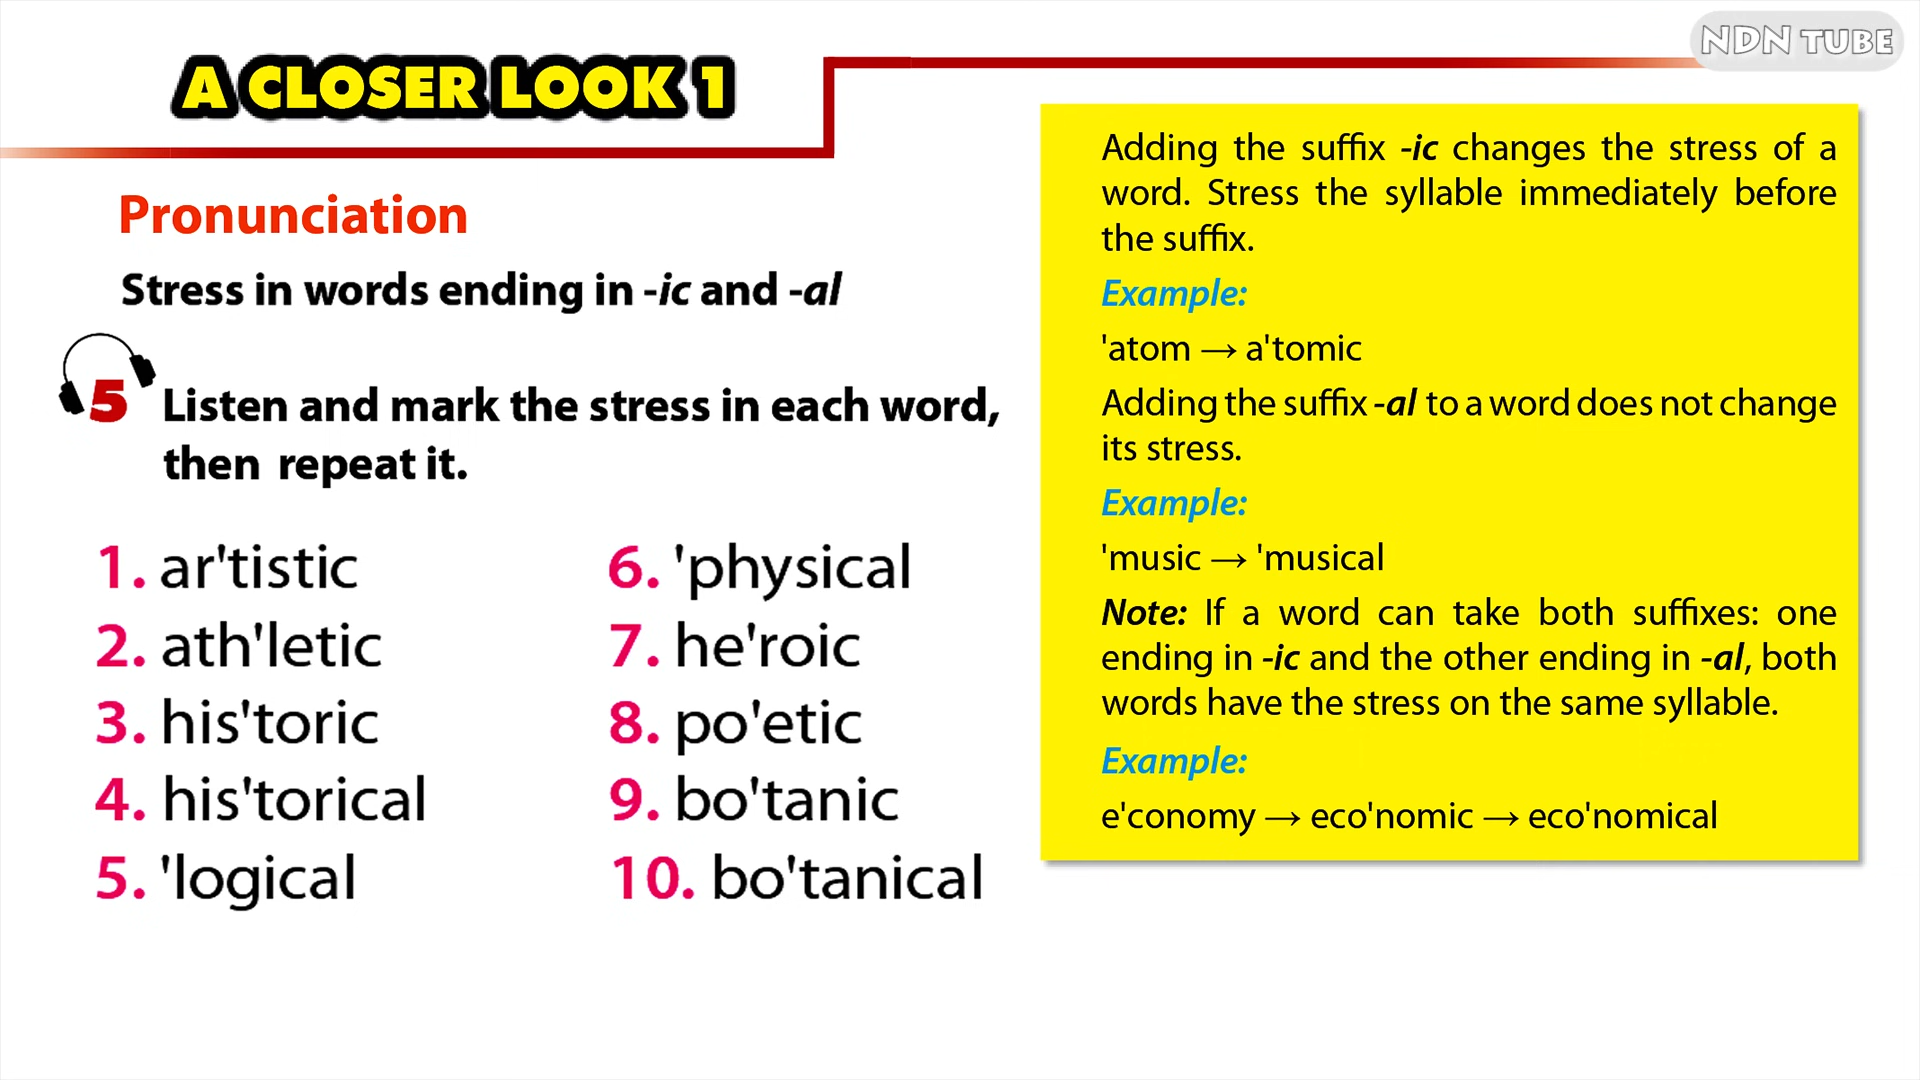 NDN TUBE
A CLOSER LOOK 1
Pronunciation
Stress in words ending in -ic and -al
5 Listen and mark the stress in each word,
then repeat it.
1. ar'tistic
2. ath'letic
3. his'toric
4. his'torical
5. 'logical
6. 'physical
7. he'roic
8. po'etic
9. bo'tanic
10. bo'tanical
Adding the suffix -ic changes the stress of a
word. Stress the syllable immediately before
the suffix.
Example:
'atom → a'tomic
Adding the suffix -al to a word does not change
its stress.
Example:
'music → 'musical
Note: If a word can take both suffixes: one
ending in -ic and the other ending in -al, both
words have the stress on the same syllable.
Example:
e'conomy → eco'nomic → eco'nomical